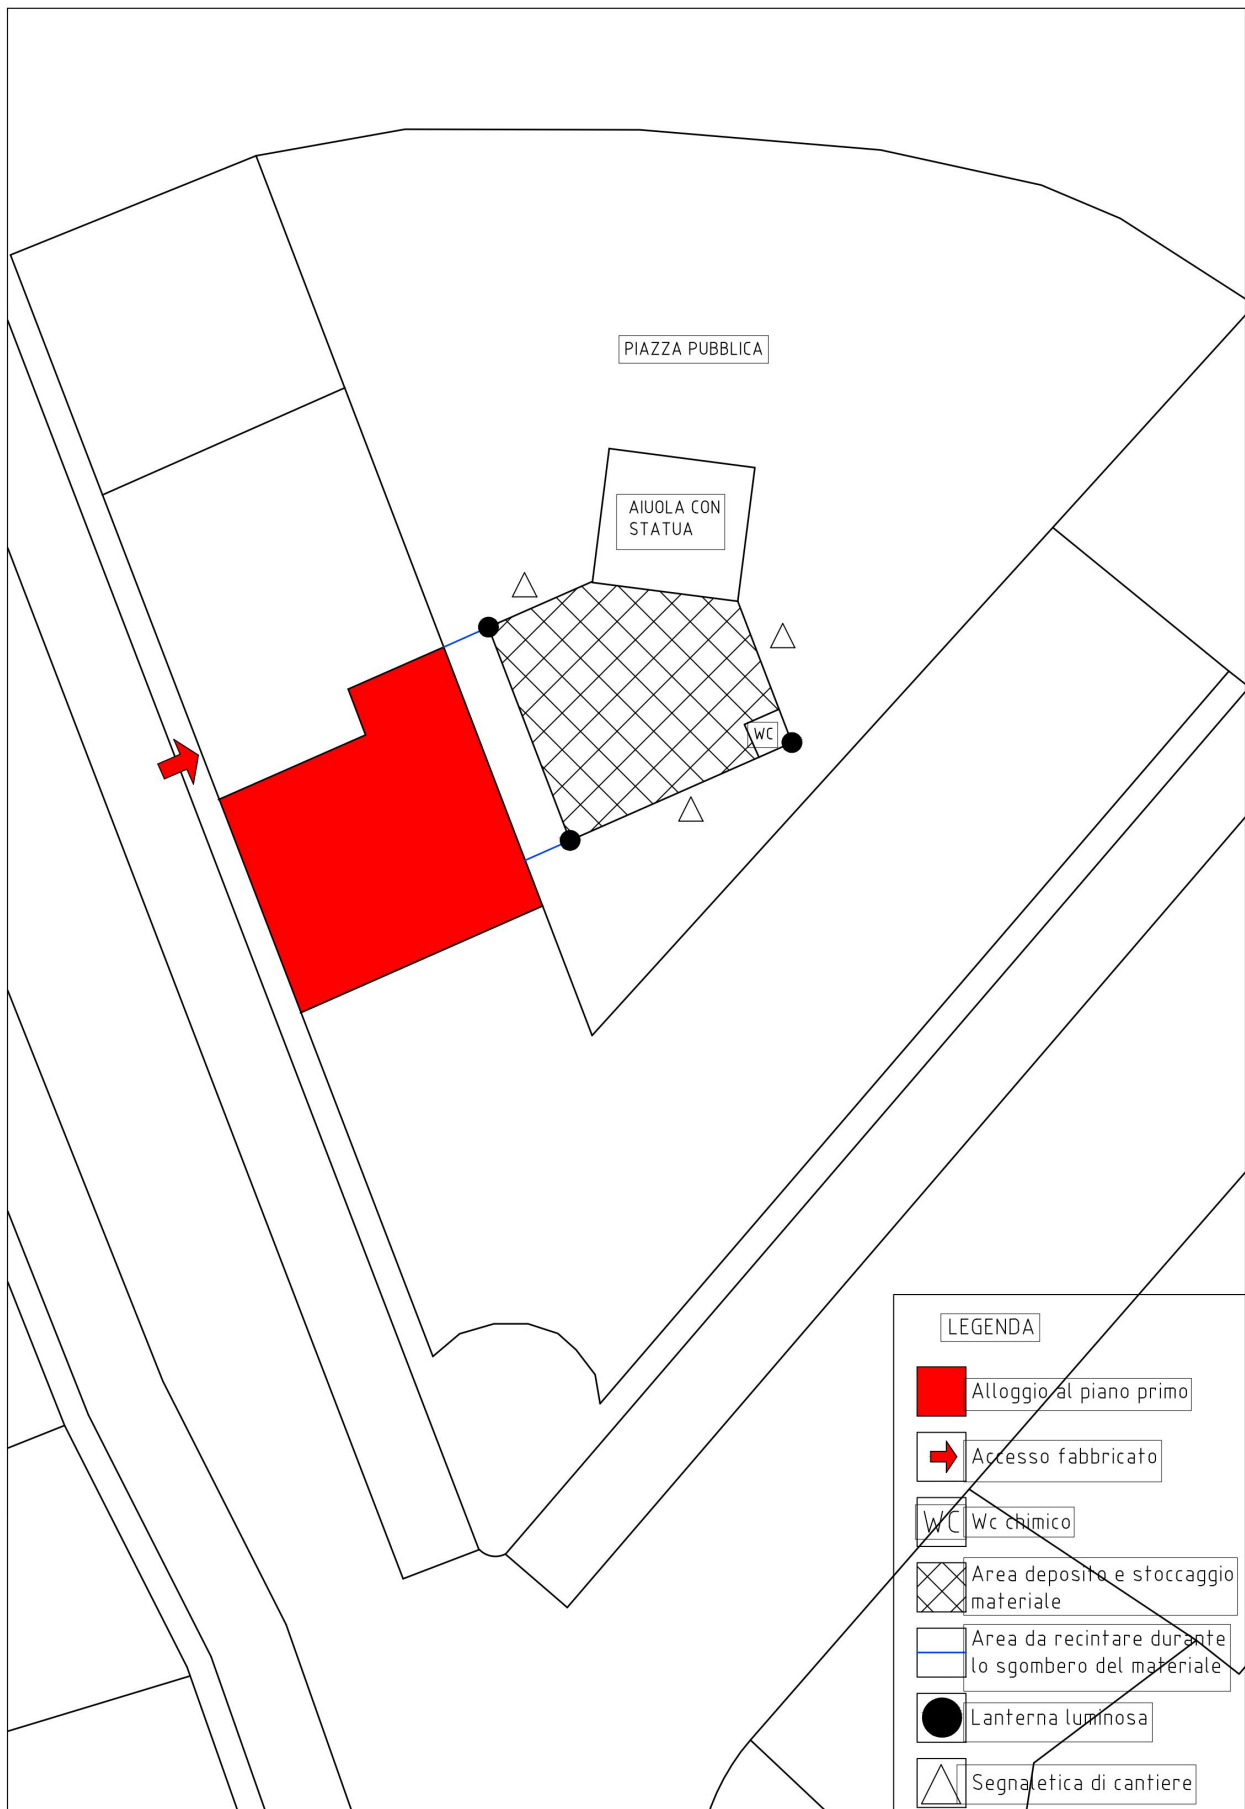 PIAZZA PUBBLICA
AIUOLA CON
STATUA
WC
LEGENDA
Alloggio al piano primo
Accesso fabbricato
WC Wc chimico
Area deposito e stoccaggio
materiale
Area da recintare durante
lo sgombero del materiale
Lanterna luminosa
Segnaletica di cantiere